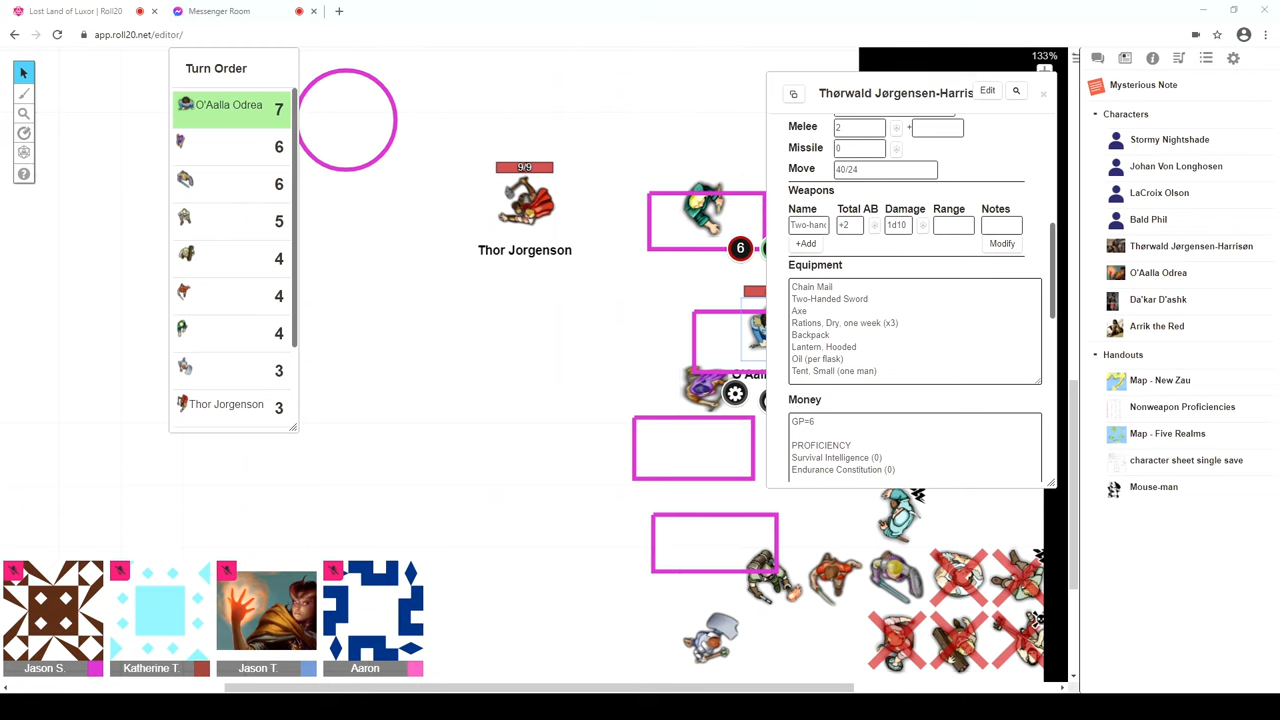 Lost Land of Luxor | Roll20
Messenger Room
app.roll20.net/editor/
Turn Order
O'Aalla Odrea 7
6
6
5
4
4
4
3
Thor Jorgenson 3
9/9
Thor Jorgenson
6
O'Aall
133%
Thørwald Jørgensen-Harris
Edit
Melee 2 +
Missile 0
Move 40/24
Weapons
Name Total AB Damage Range Notes
Two-hand +2 1d10
+Add Modify
Equipment
Chain Mail
Two-Handed Sword
Axe
Rations, Dry, one week (x3)
Backpack
Lantern, Hooded
Oil (per flask)
Tent, Small (one man)
Money
GP=6
PROFICIENCY
Survival Intelligence (0)
Endurance Constitution (0)
Mysterious Note
Characters
Stormy Nightshade
Johan Von Longhosen
LaCroix Olson
Bald Phil
Thørwald Jørgensen-Harrisøn
O'Aalla Odrea
Da'kar D'ashk
Arrik the Red
Handouts
Map - New Zau
Nonweapon Proficiencies
Map - Five Realms
character sheet single save
Mouse-man
Jason S.
Katherine T.
Jason T.
Aaron